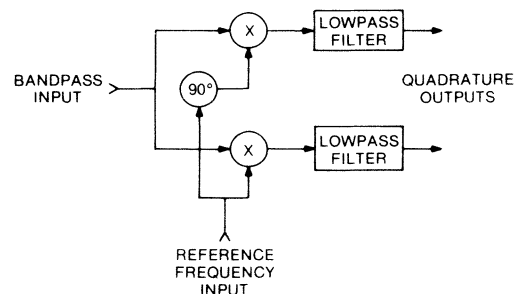 X
LOWPASS
FILTER
BANDPASS
INPUT
90°
QUADRATURE
OUTPUTS
X
LOWPASS
FILTER
REFERENCE
FREQUENCY
INPUT